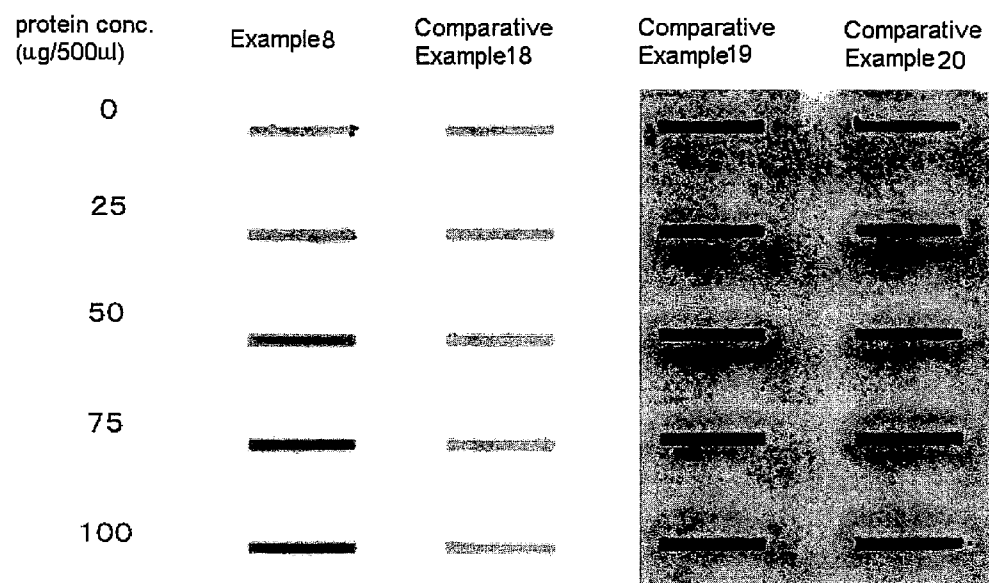 protein conc.
(ug/500ul)
Example8
Comparative
Example18
Comparative
Example19
Comparative
Example20
0
25
50
75
100